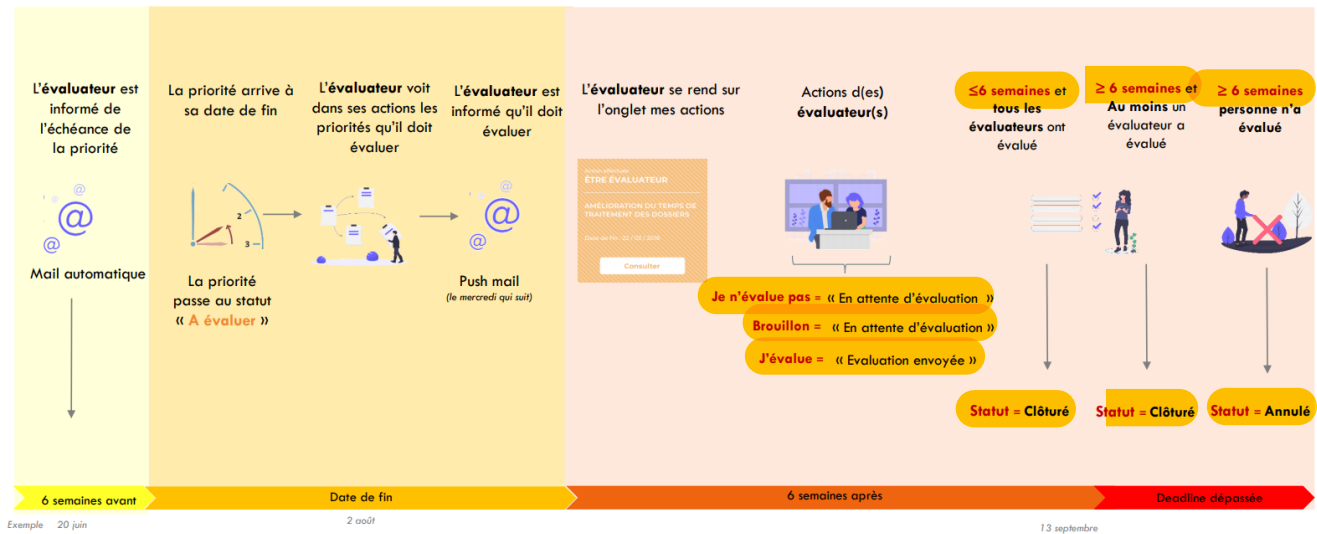 L'évaluateur est
informé de
l'échéance de
la priorité
Mail automatique
La priorité arrive à
sa date de fin
2
3
La priorité
passe au statut
« A évaluer »
L'évaluateur voit
dans ses actions les
priorités qu'il doit
évaluer
L'évaluateur est
informé qu'il doit
évaluer
Push mail
(le mercredi qui suit)
L'évaluateur se rend sur
l'onglet mes actions
Action effectuée
ÊTRE ÉVALUATEUR
AMÉLIORATION DU TEMPS DE
TRAITEMENT DES DOSSIERS
Consulter
Actions d(es)
évaluateur(s)
Je n'évalue pas = « En attente d'évaluation »
Brouillon = « En attente d'évaluation »
J'évalue = « Evaluation envoyée »
≤6 semaines et
tous les
évaluateurs ont
évalué
Statut = Clôturé
≥ 6 semaines et
Au moins un
évaluateur a
évalué
Statut = Clôturé
≥ 6 semaines
personne n'a
évalué
Statut = Annulé
6 semaines avant
Date de fin
6 semaines après
Deadline dépassée
Exemple 20 juin
2 août
13 septembre